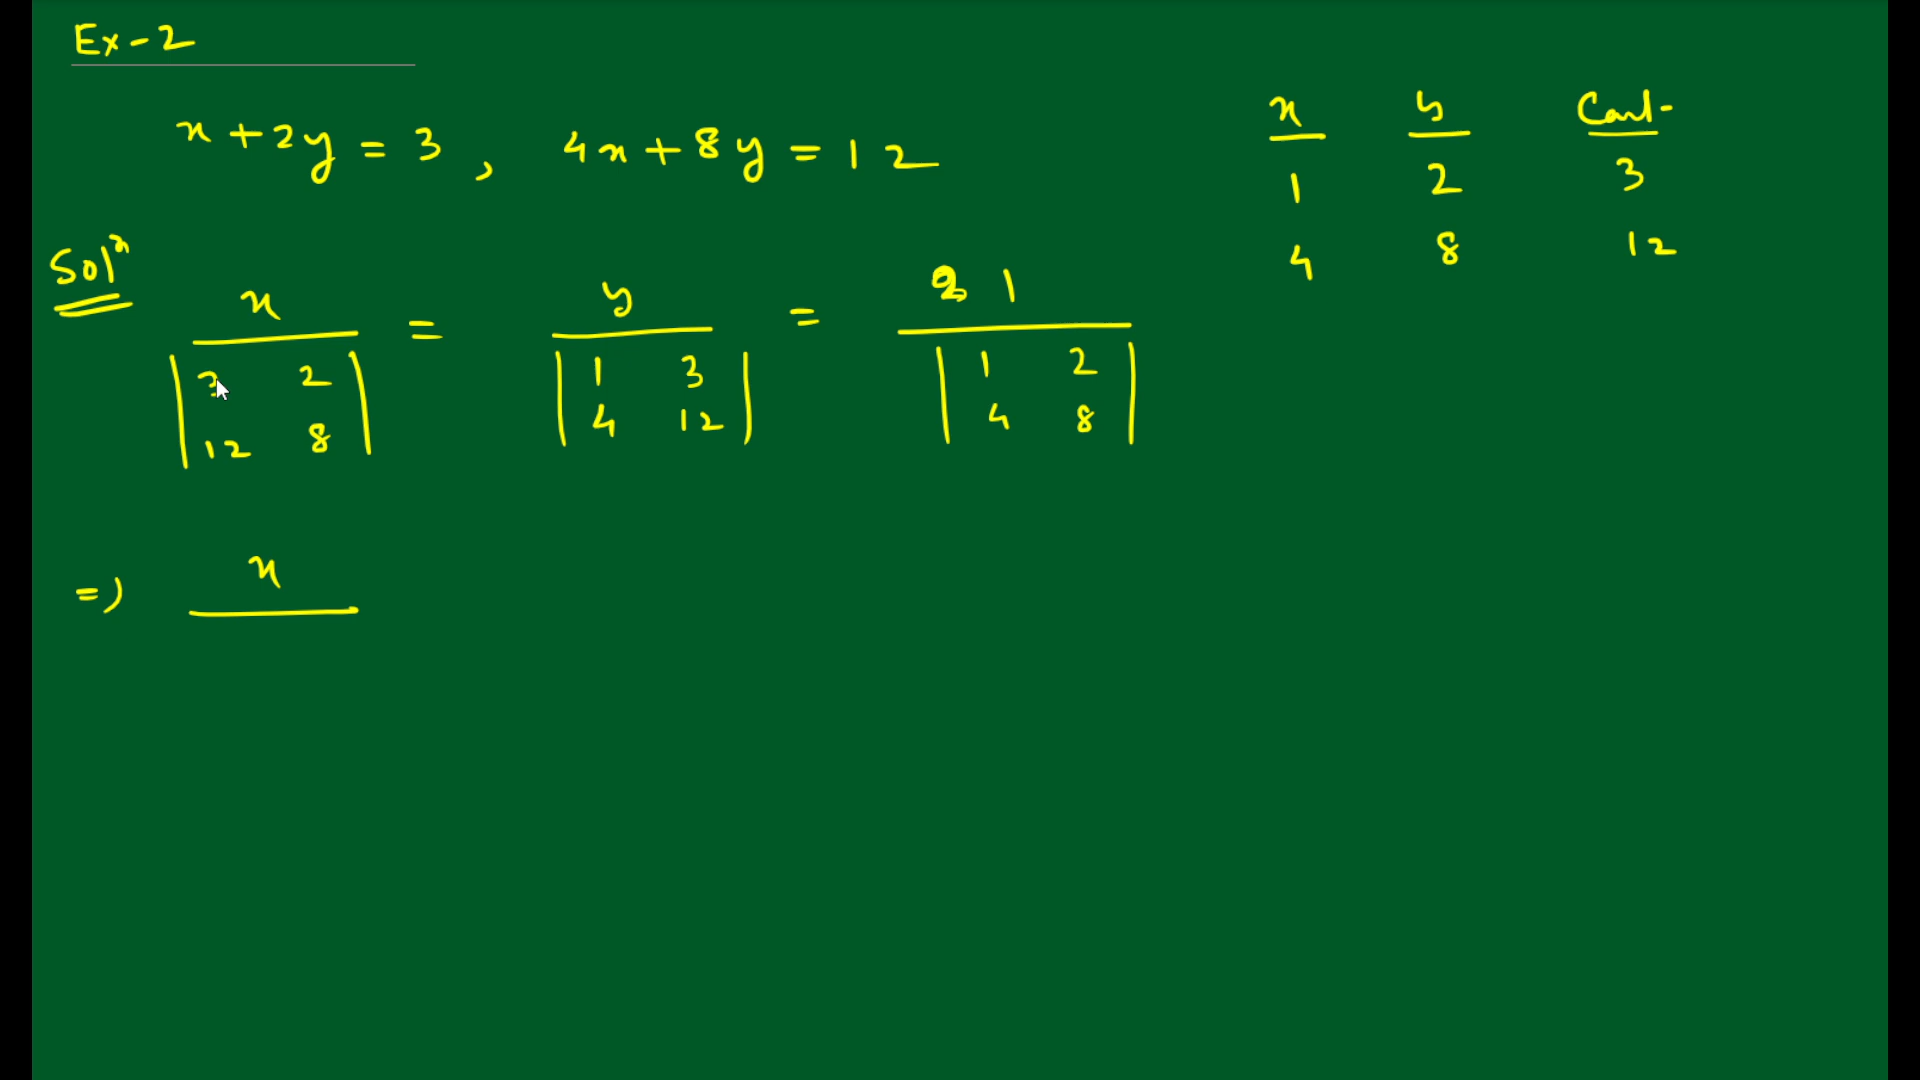 Ex-2
x + 2y = 3 , 4x + 8y = 12
x y Const-
1 2 3
4 8 12
Solⁿ
x = y = 1
3 2 1 3 1 2
12 8 4 12 4 8
=) x